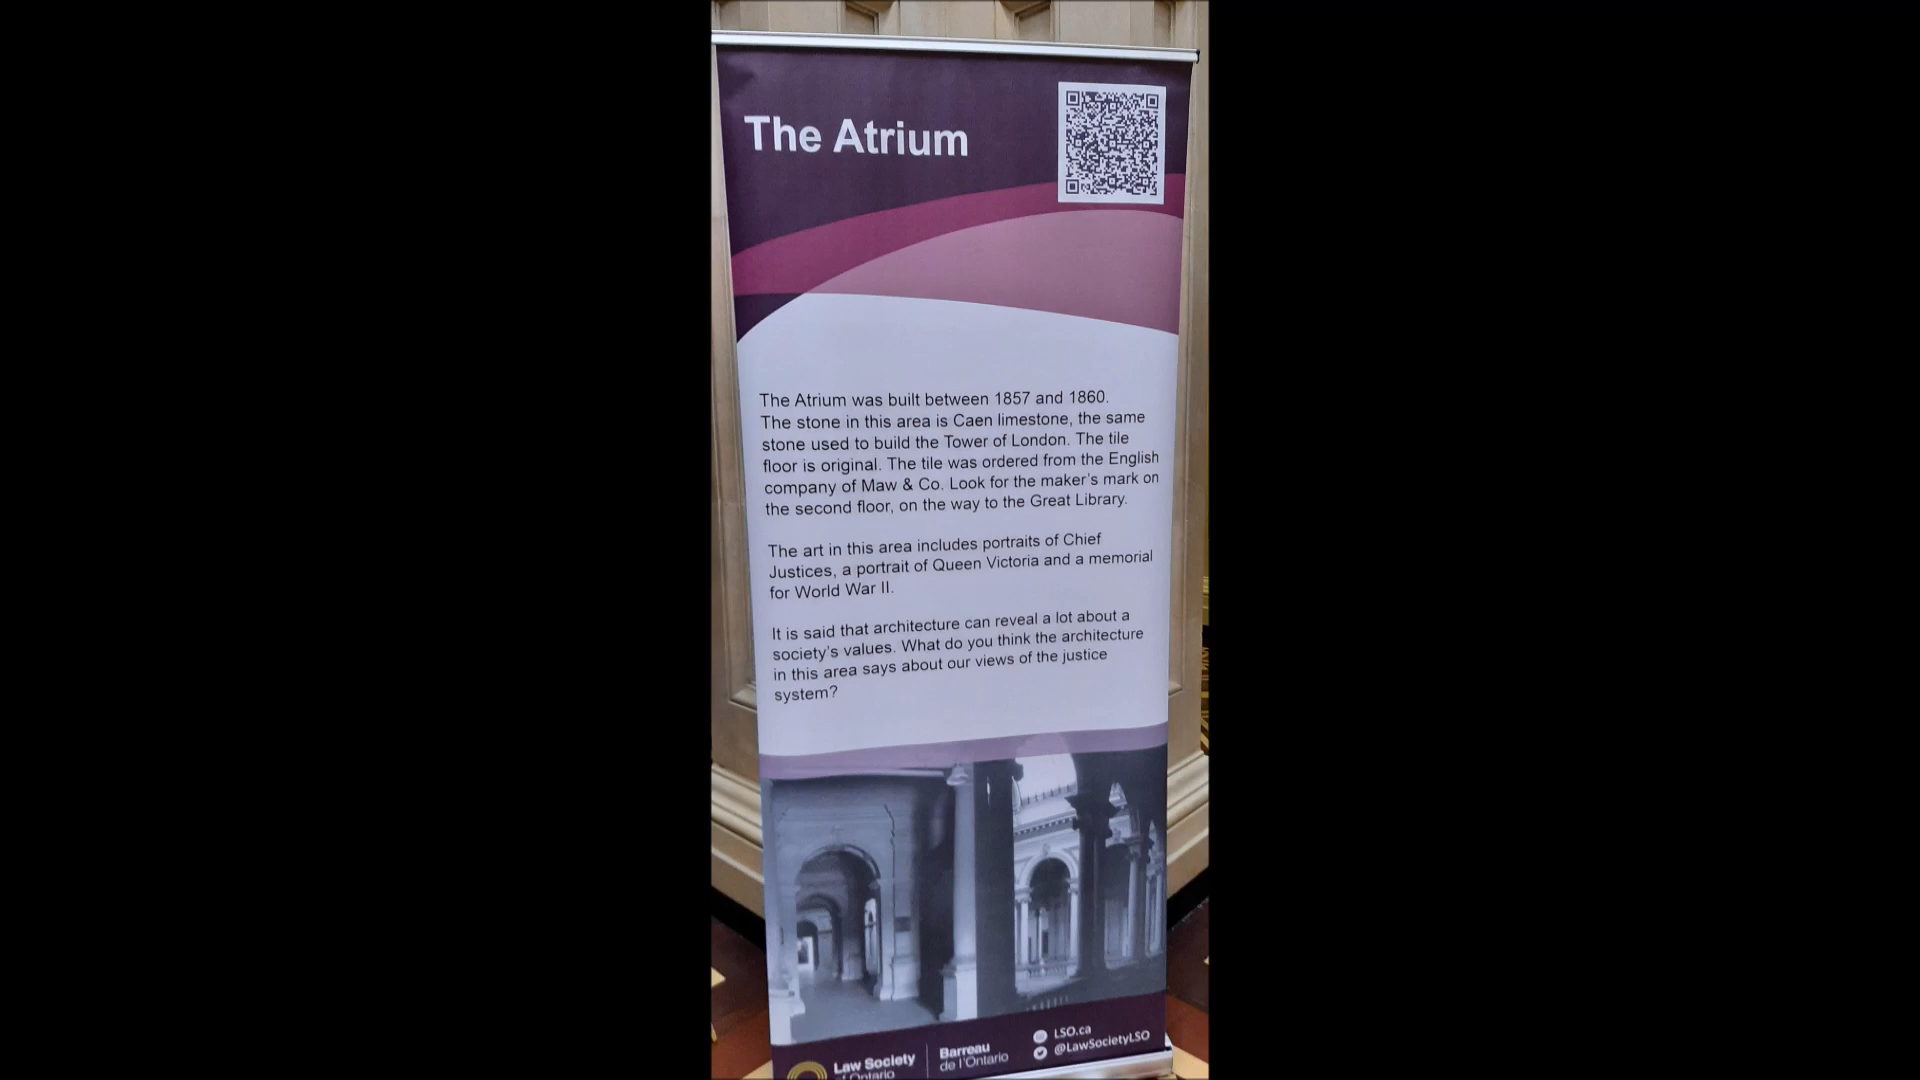 The Atrium
The Atrium was built between 1857 and 1860.
The stone in this area is Caen limestone, the same
stone used to build the Tower of London. The tile
floor is original. The tile was ordered from the English
company of Maw & Co. Look for the maker's mark on
the second floor, on the way to the Great Library.
The art in this area includes portraits of Chief
Justices, a portrait of Queen Victoria and a memorial
for World War II.
It is said that architecture can reveal a lot about a
society's values. What do you think the architecture
in this area says about our views of the justice
system?
Law Society
of Ontario
Barreau
de l'Ontario
LSO.ca
@LawSocietyLSO